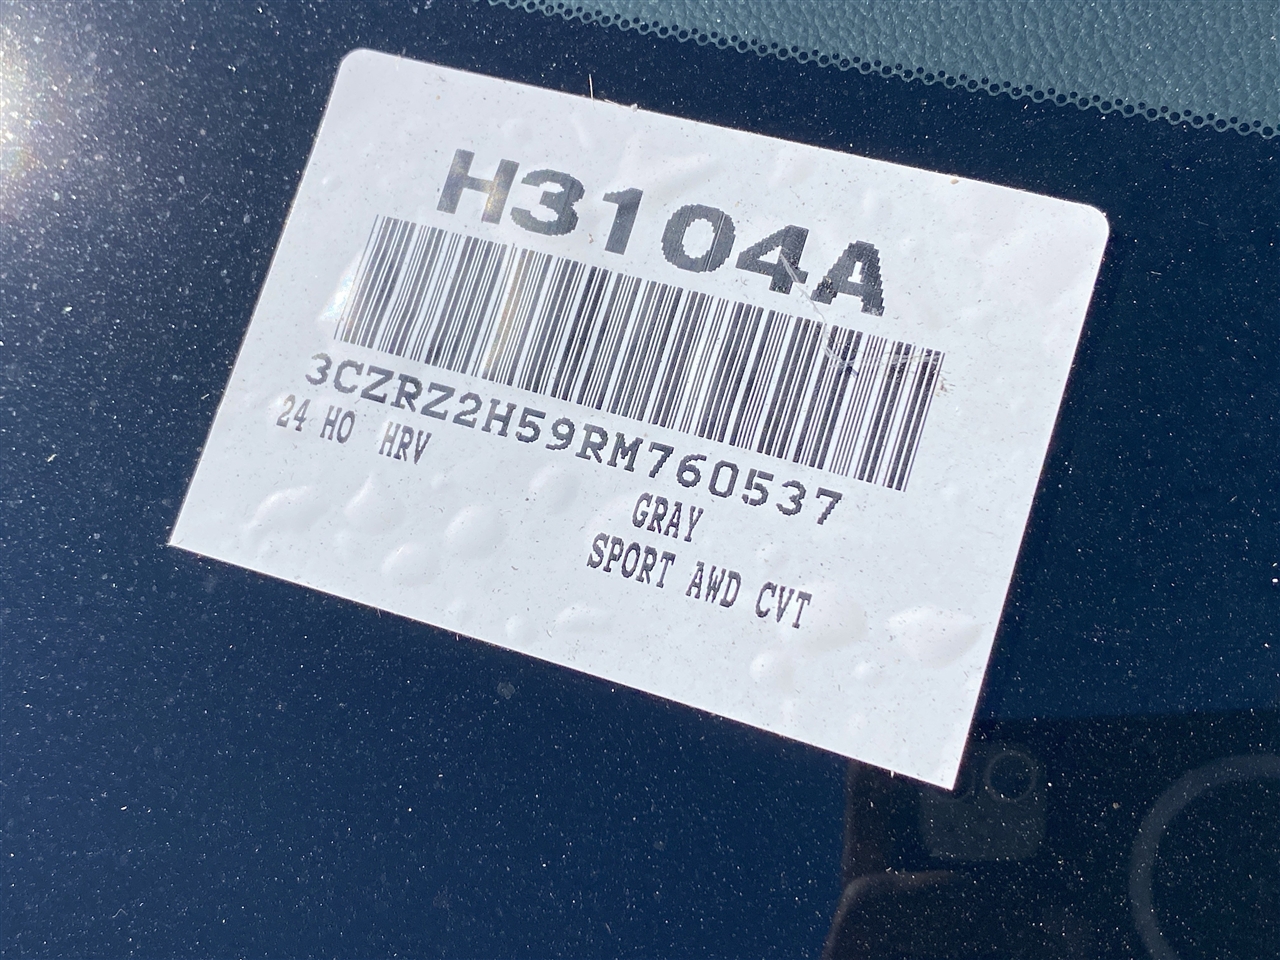 H3104A
3CZRZ2H59RM760537
24 HO HRV
GRAY
SPORT AWD CVT